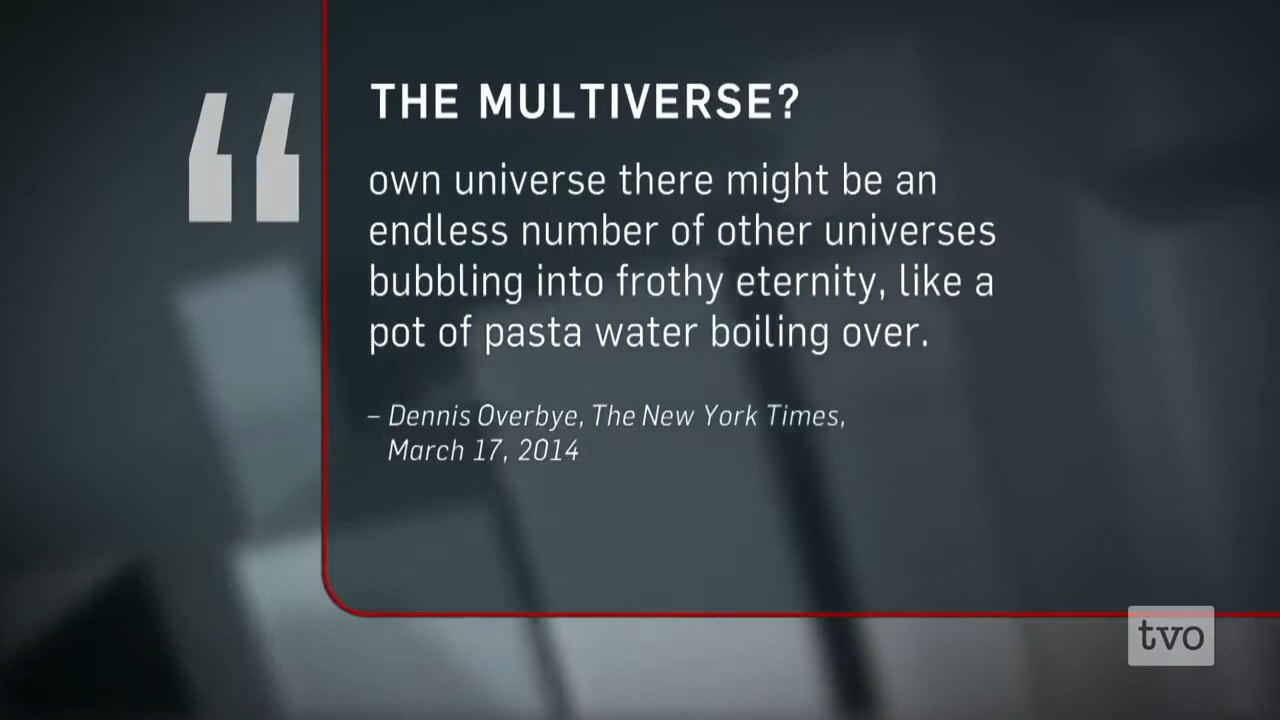 “
THE MULTIVERSE?
own universe there might be an
endless number of other universes
bubbling into frothy eternity, like a
pot of pasta water boiling over.
– Dennis Overbye, The New York Times,
March 17, 2014
tvo